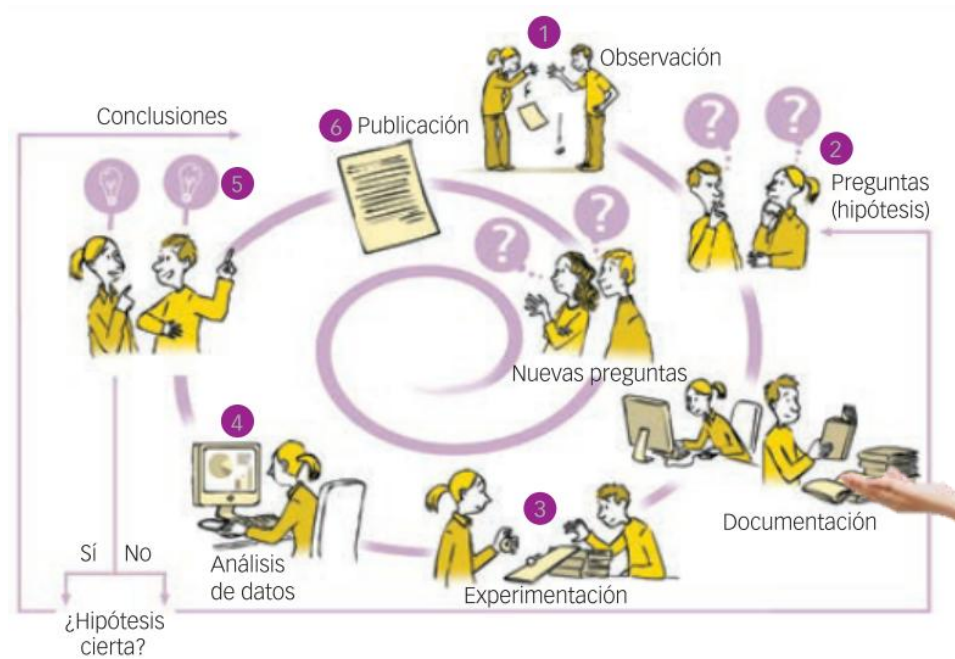 1
Observación
Conclusiones
6 Publicación
?
?
2
Preguntas
(hipótesis)
5
?
?
Nuevas preguntas
4
3
Documentación
Sí
No
Análisis
de datos
Experimentación
¿Hipótesis
cierta?